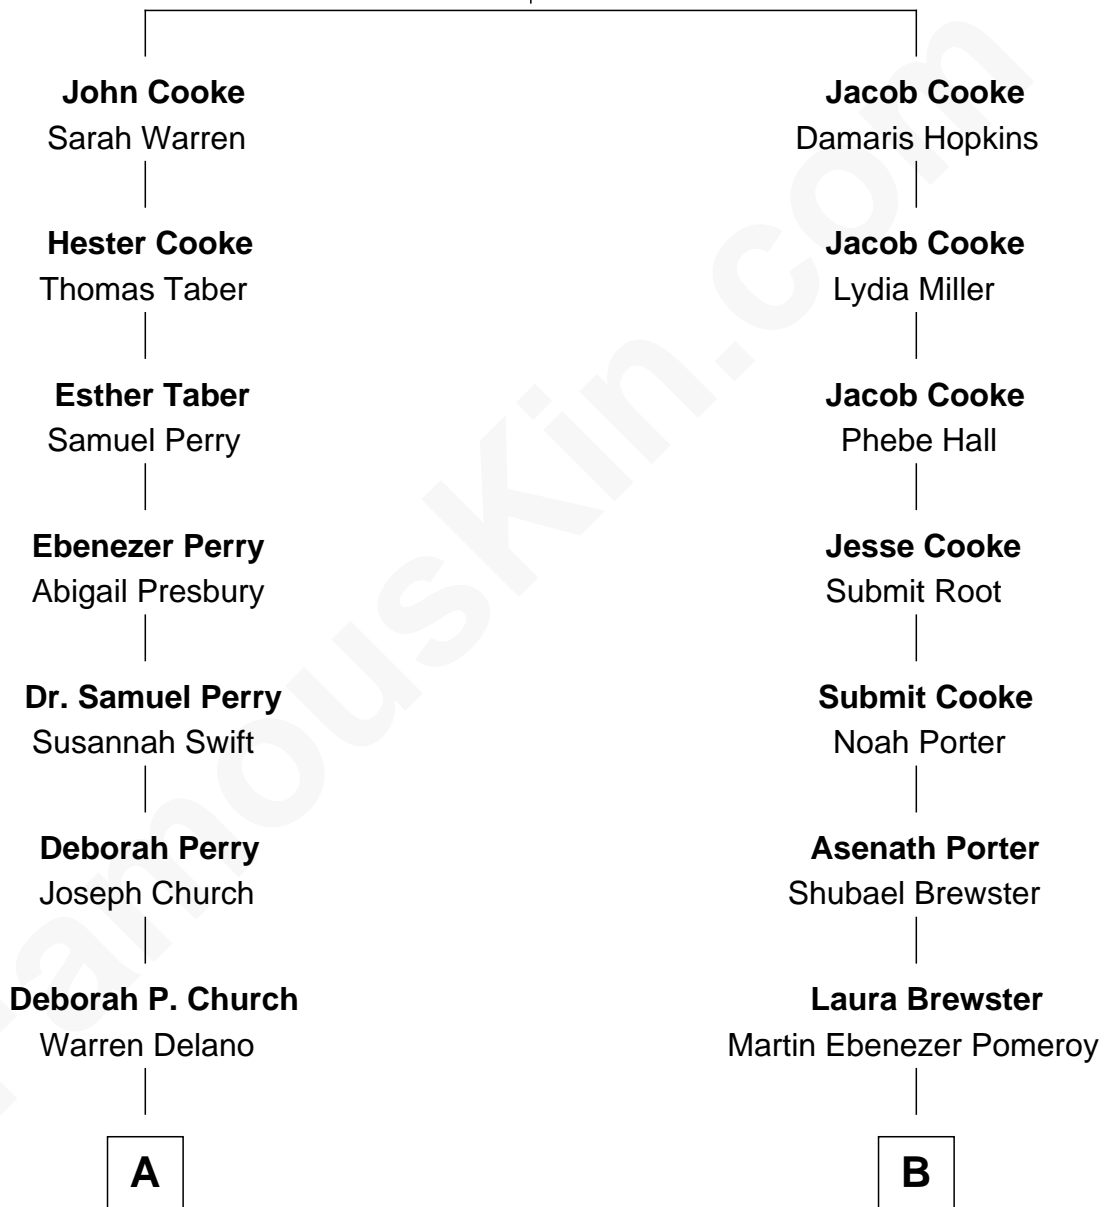 John Cooke
Sarah Warren
Jacob Cooke
Damaris Hopkins
Hester Cooke
Thomas Taber
Jacob Cooke
Lydia Miller
Esther Taber
Samuel Perry
Jacob Cooke
Phebe Hall
Ebenezer Perry
Abigail Presbury
Jesse Cooke
Submit Root
Dr. Samuel Perry
Susannah Swift
Submit Cooke
Noah Porter
Deborah Perry
Joseph Church
Asenath Porter
Shubael Brewster
Deborah P. Church
Warren Delano
Laura Brewster
Martin Ebenezer Pomeroy
A
B
FamousKin.com